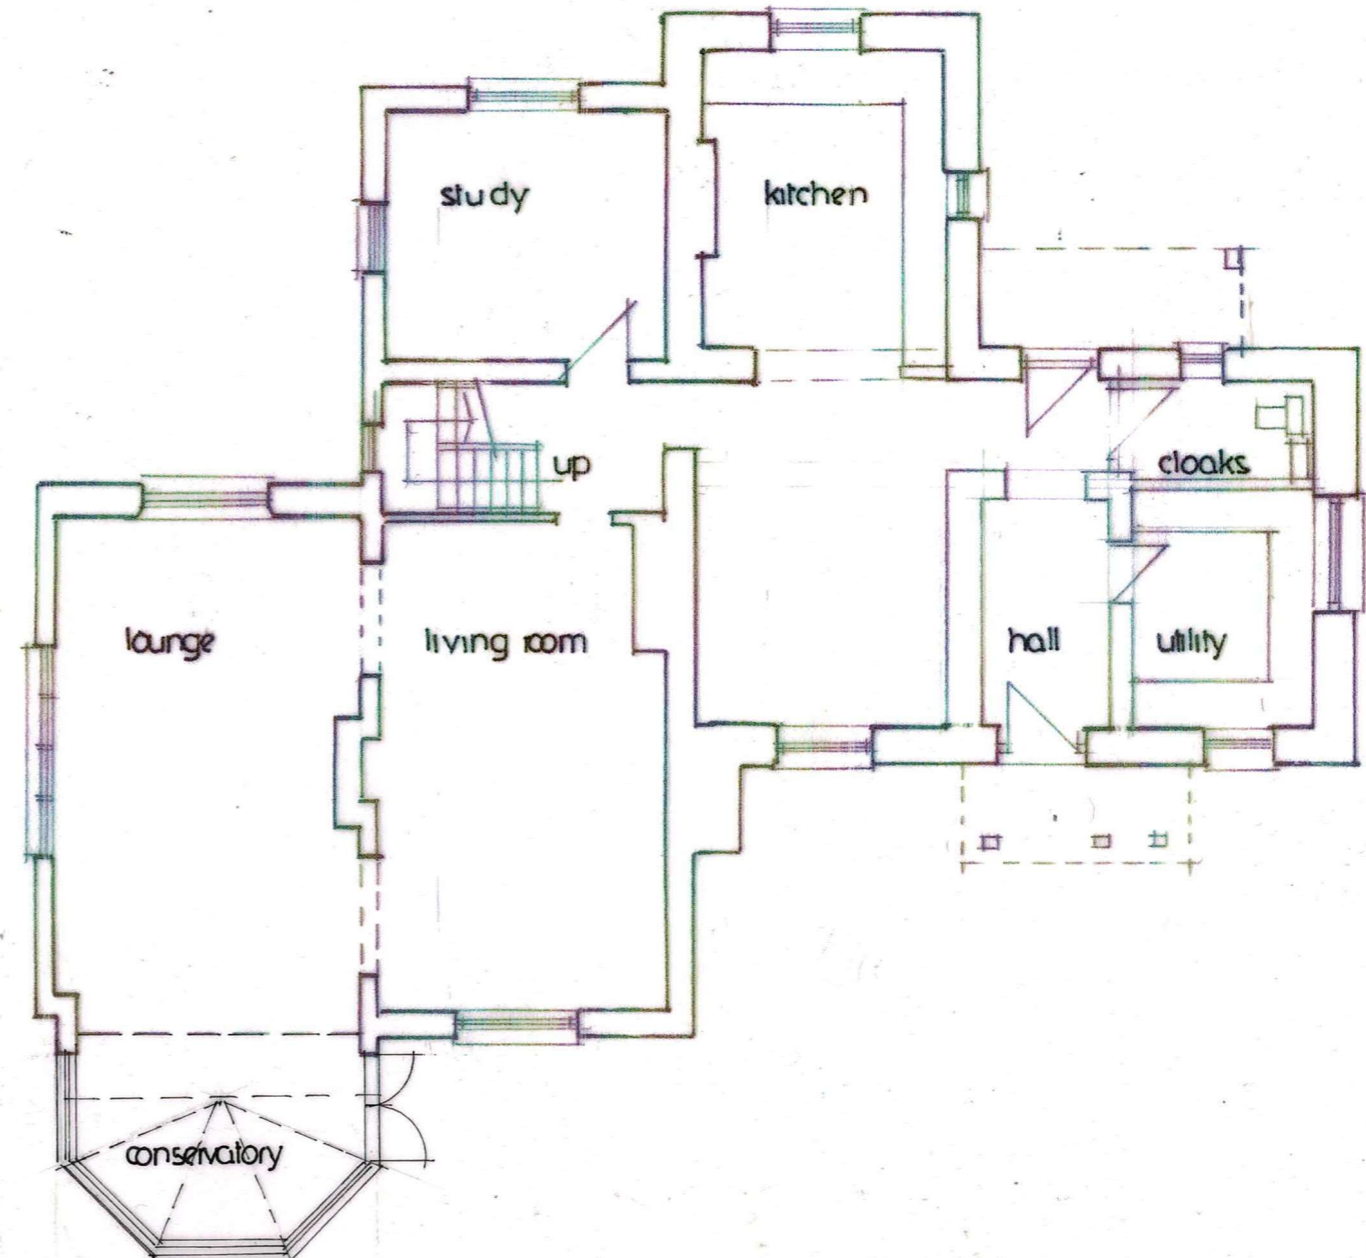 study
kitchen
up
cloaks
lounge
living room
hall
utility
conservatory